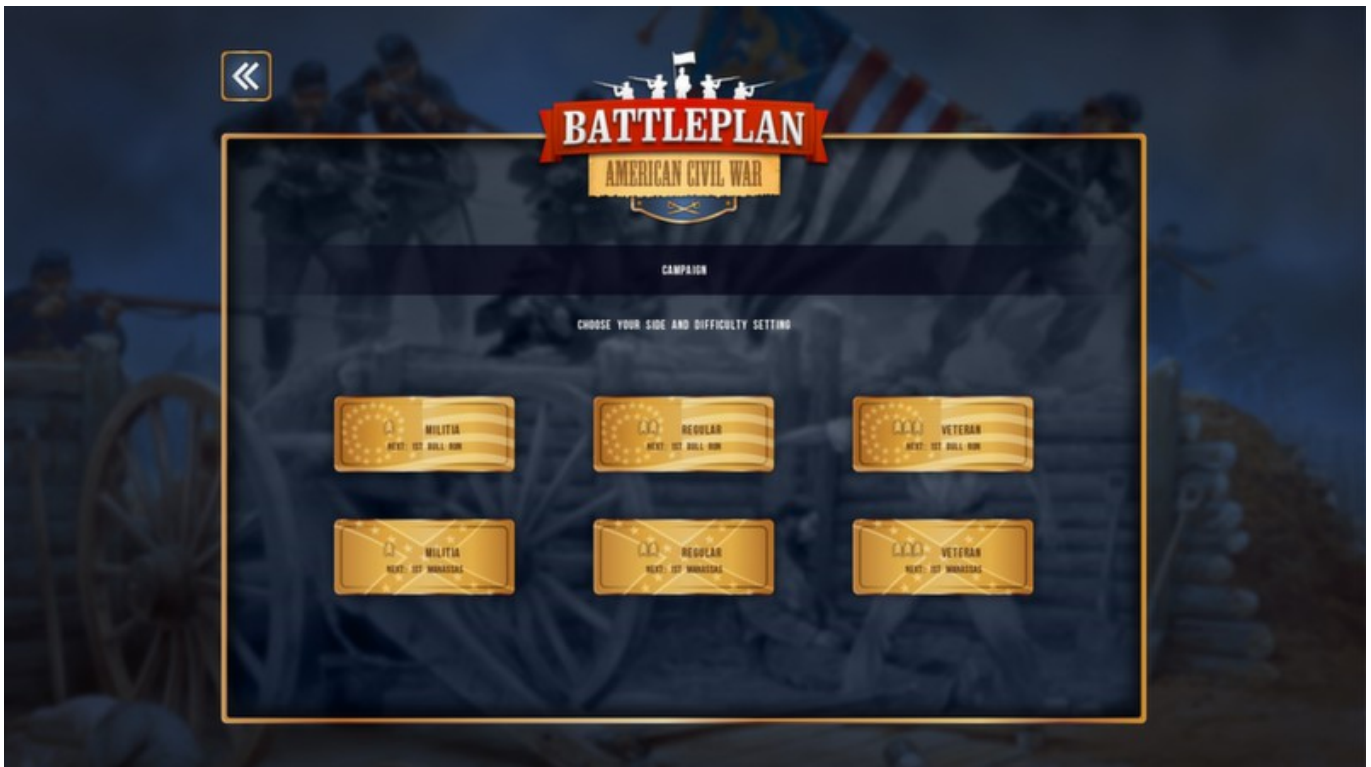 BATTLEPLAN
AMERICAN CIVIL WAR
CAMPAIGN
CHOOSE YOUR SIDE AND DIFFICULTY SETTING
MILITIA
NEXT: 1ST BULL RUN
REGULAR
NEXT: 1ST BULL RUN
VETERAN
NEXT: 1ST BULL RUN
MILITIA
NEXT: 1ST MANASSAS
REGULAR
NEXT: 1ST MANASSAS
VETERAN
NEXT: 1ST MANASSAS